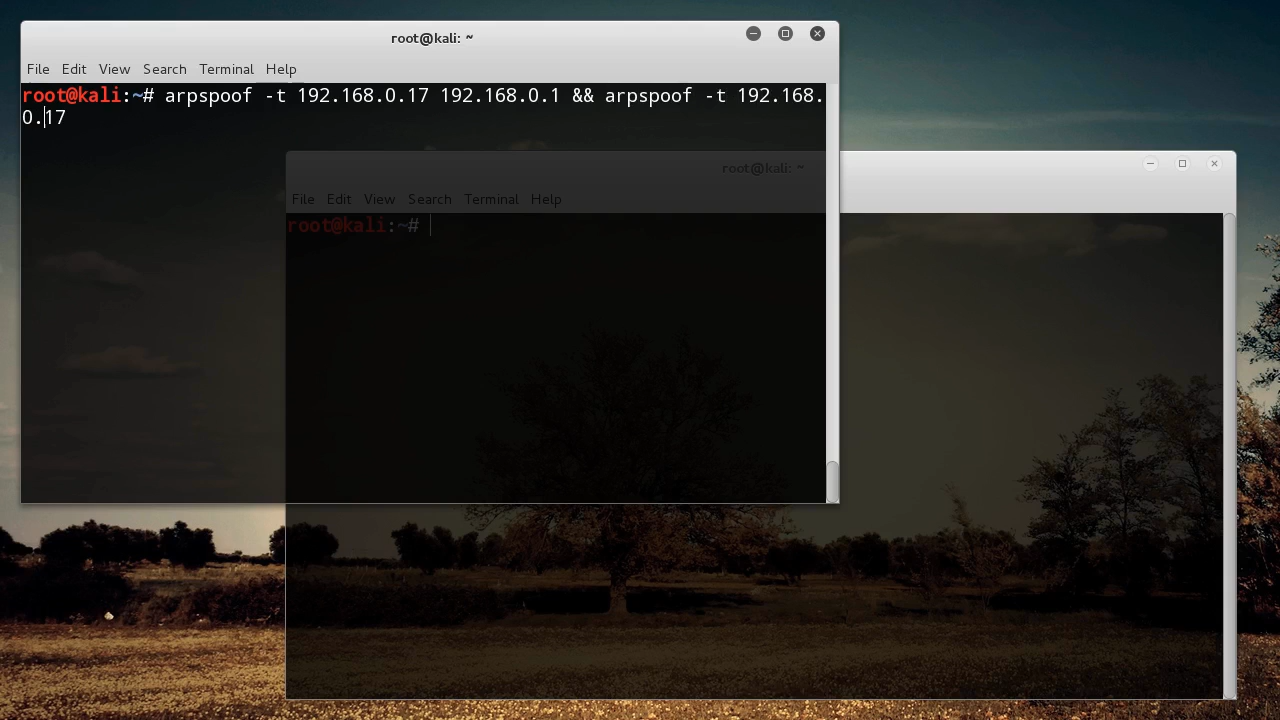 root@kali: ~
File Edit View Search Terminal Help
root@kali:~# arpspoof -t 192.168.0.17 192.168.0.1 && arpspoof -t 192.168.
0.17
root@kali: ~
File Edit View Search Terminal Help
root@kali:~#